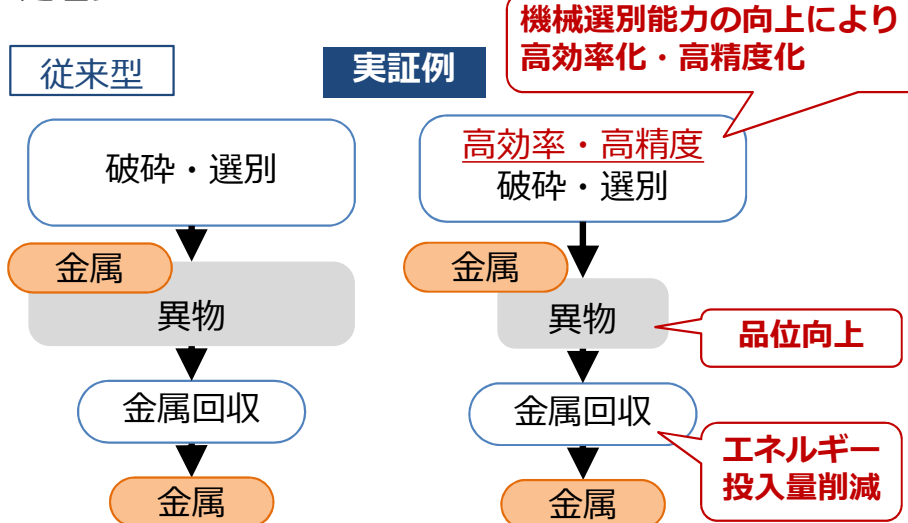 機械選別能力の向上により
高効率化・高精度化
従来型
実証例
破砕・選別
金属
異物
金属回収
金属
高効率・高精度
破砕・選別
金属
異物
品位向上
金属回収
エネルギー
投入量削減
金属